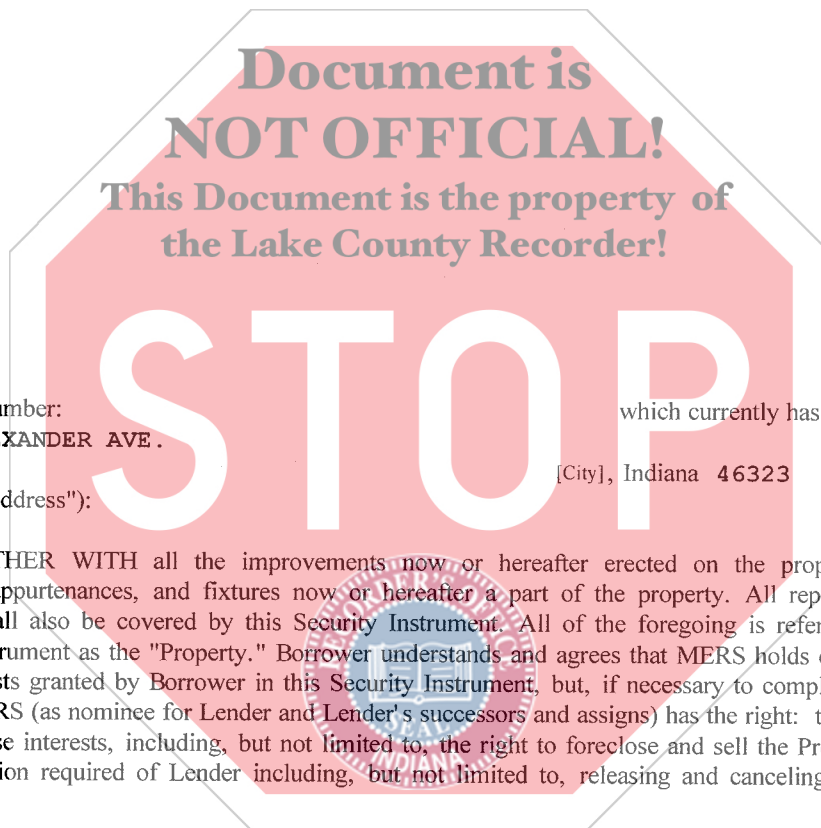 Document is
NOT OFFICIAL!
This Document is the property of
the Lake County Recorder!
STOP
umber:
which currently has
XANDER AVE.
[City], Indiana 46323
ddress"):
THER WITH all the improvements now or hereafter erected on the prop
ppurtenances, and fixtures now or hereafter a part of the property. All rep
all also be covered by this Security Instrument. All of the foregoing is refer
rument as the "Property." Borrower understands and agrees that MERS holds
sts granted by Borrower in this Security Instrument, but, if necessary to compl
RS (as nominee for Lender and Lender's successors and assigns) has the right: t
se interests, including, but not limited to, the right to foreclose and sell the Pr
ion required of Lender including, but not limited to, releasing and canceling
RECORDER'S OFFICE
SEAL
INDIANA